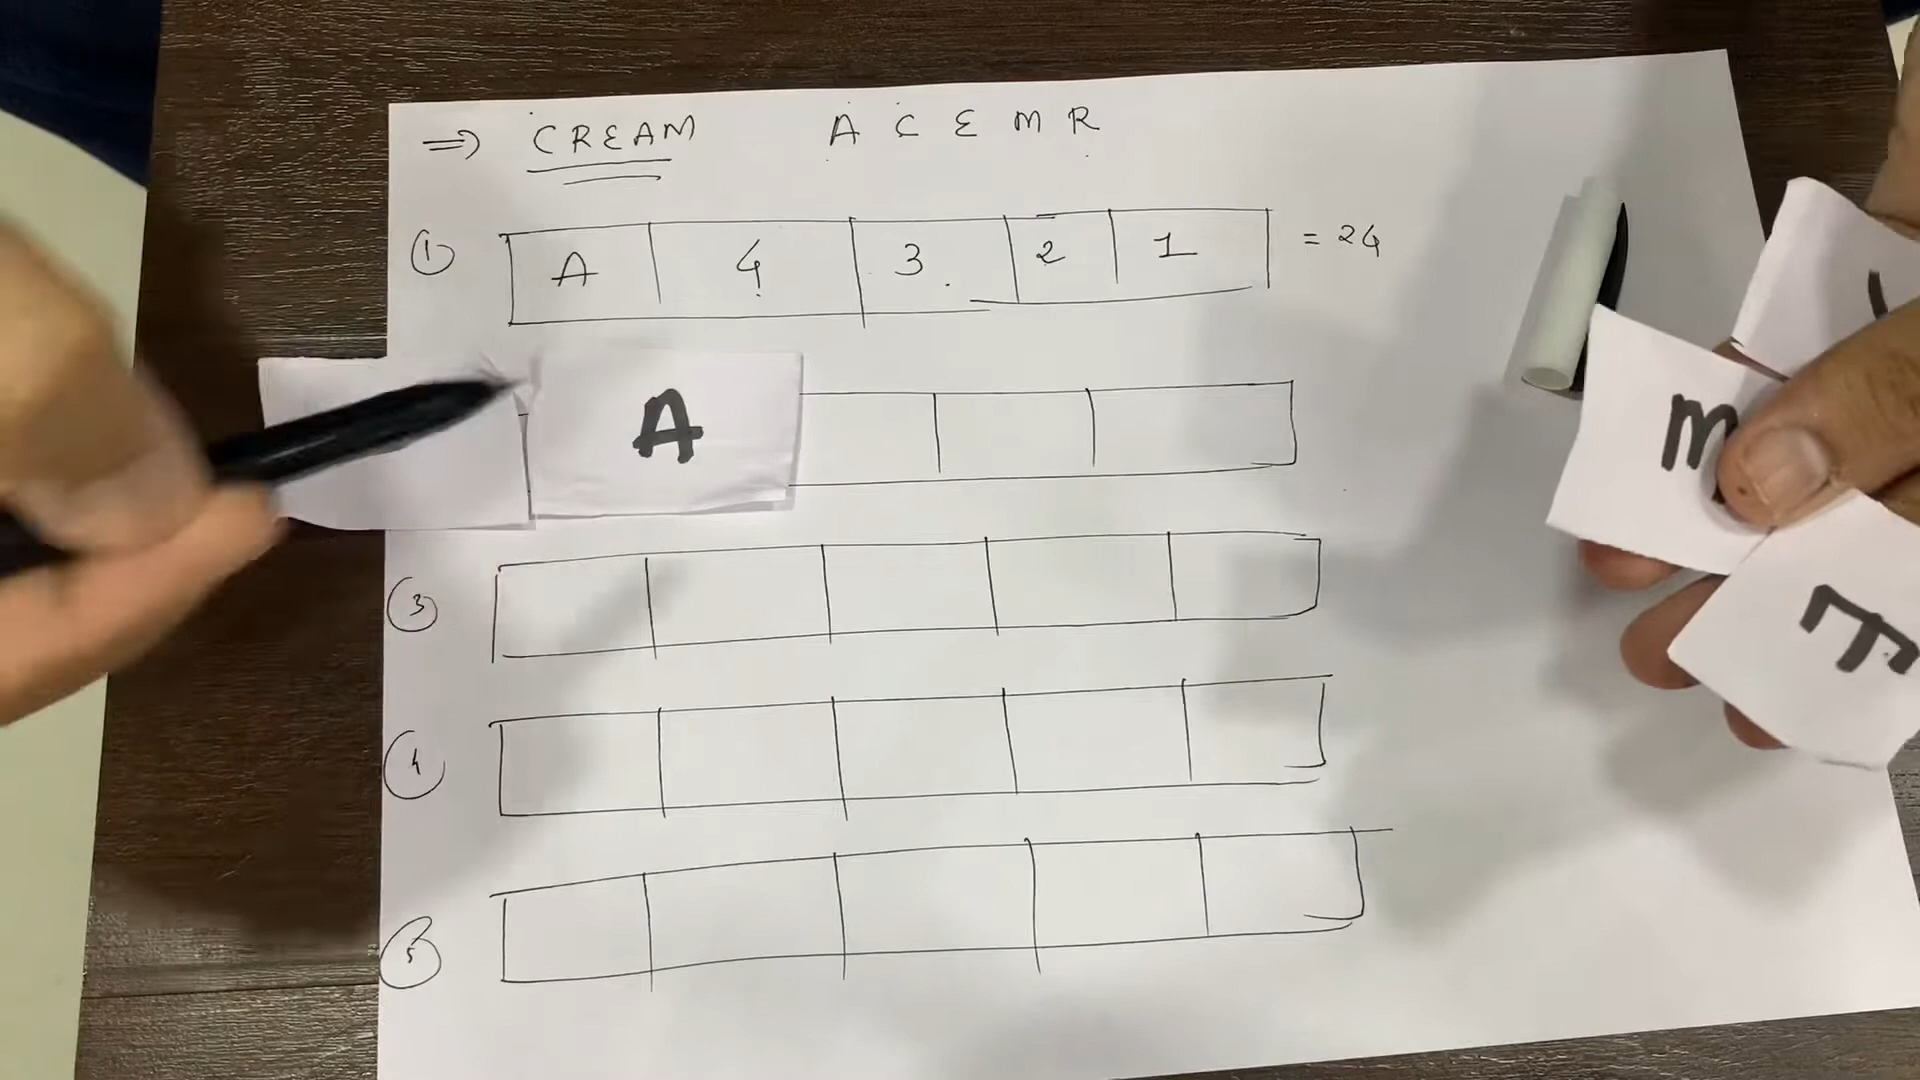 ⇒ CREAM A C E M R
① A 4 3 2 1 = 24
A
M
③
E
④
⑤